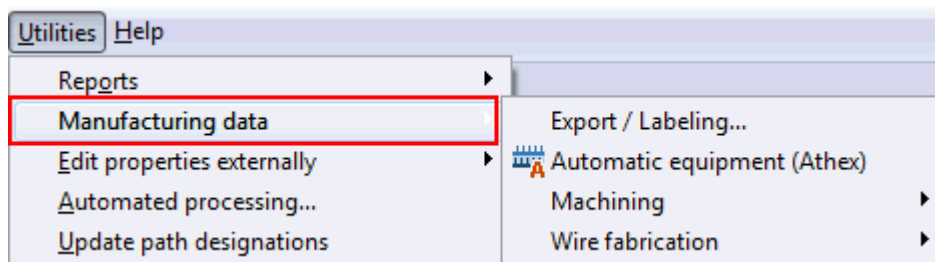 Utilities Help
Reports
Manufacturing data
Export / Labeling...
Edit properties externally
Automatic equipment (Athex)
Automated processing...
Machining
Update path designations
Wire fabrication